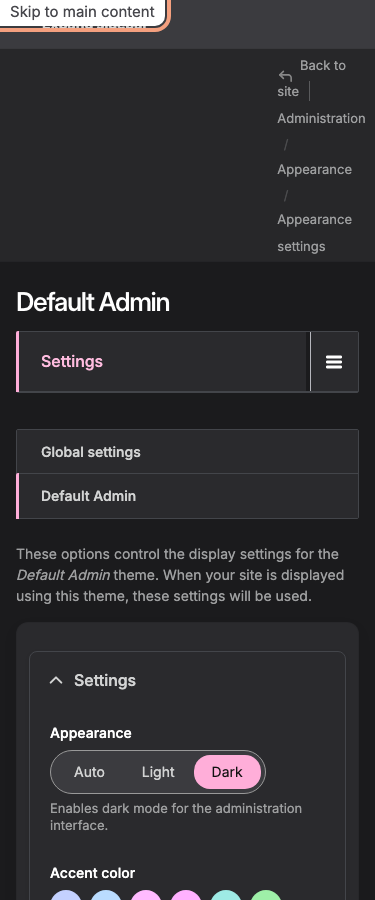 Skip to main content
Back to
site
Administration
/
Appearance
/
Appearance
settings
Default Admin
Settings
Global settings
Default Admin
These options control the display settings for the
Default Admin theme. When your site is displayed
using this theme, these settings will be used.
Settings
Appearance
Auto Light Dark
Enables dark mode for the administration
interface.
Accent color